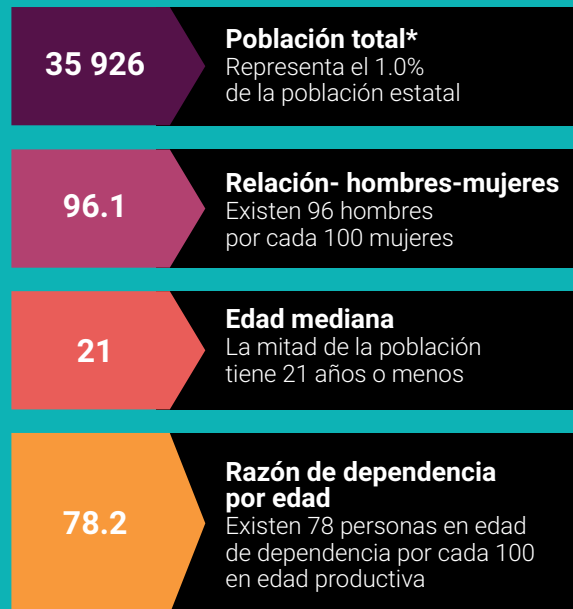 35 926
Población total*
Representa el 1.0%
de la población estatal
96.1
Relación- hombres-mujeres
Existen 96 hombres
por cada 100 mujeres
21
Edad mediana
La mitad de la población
tiene 21 años o menos
78.2
Razón de dependencia
por edad
Existen 78 personas en edad
de dependencia por cada 100
en edad productiva